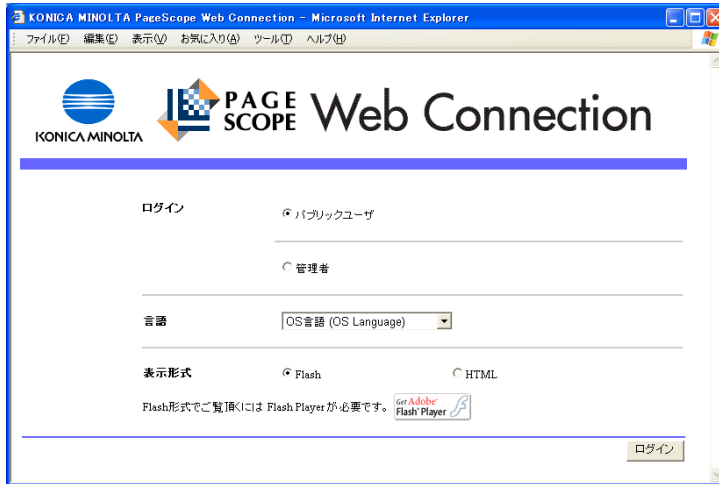 KONICA MINOLTA PageScope Web Connection - Microsoft Internet Explorer
ファイル(F) 編集(E) 表示(V) お気に入り(A) ツール(T) ヘルプ(H)
KONICA MINOLTA
PAGE SCOPE Web Connection
ログイン
パブリックユーザ
管理者
言語
OS言語 (OS Language)
表示形式
Flash HTML
Flash形式でご覧頂くには Flash Playerが必要です。
Get Adobe® Flash® Player
ログイン